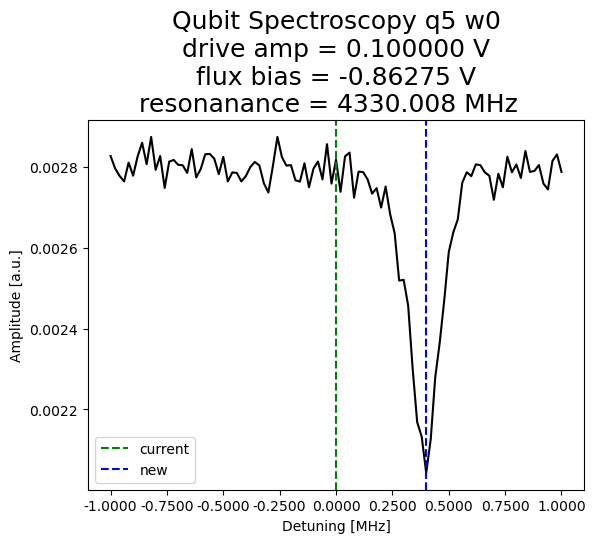 Qubit Spectroscopy q5 w0
drive amp = 0.100000 V
flux bias = -0.86275 V
resonanance = 4330.008 MHz
Amplitude [a.u.]
0.0028
0.0026
0.0024
0.0022
current
new
-1.0000 -0.7500 -0.5000 -0.2500 0.0000 0.2500 0.5000 0.7500 1.0000
Detuning [MHz]